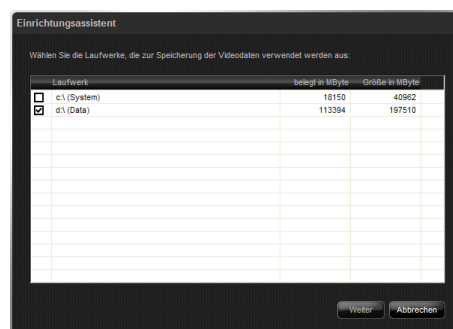 Einrichtungsassistent
Wählen Sie die Laufwerke, die zur Speicherung der Videodaten verwendet werden aus:
Laufwerk belegt in MByte Größe in MByte
c:\ (System) 18150 40962
d:\ (Data) 113394 197510
Weiter Abbrechen